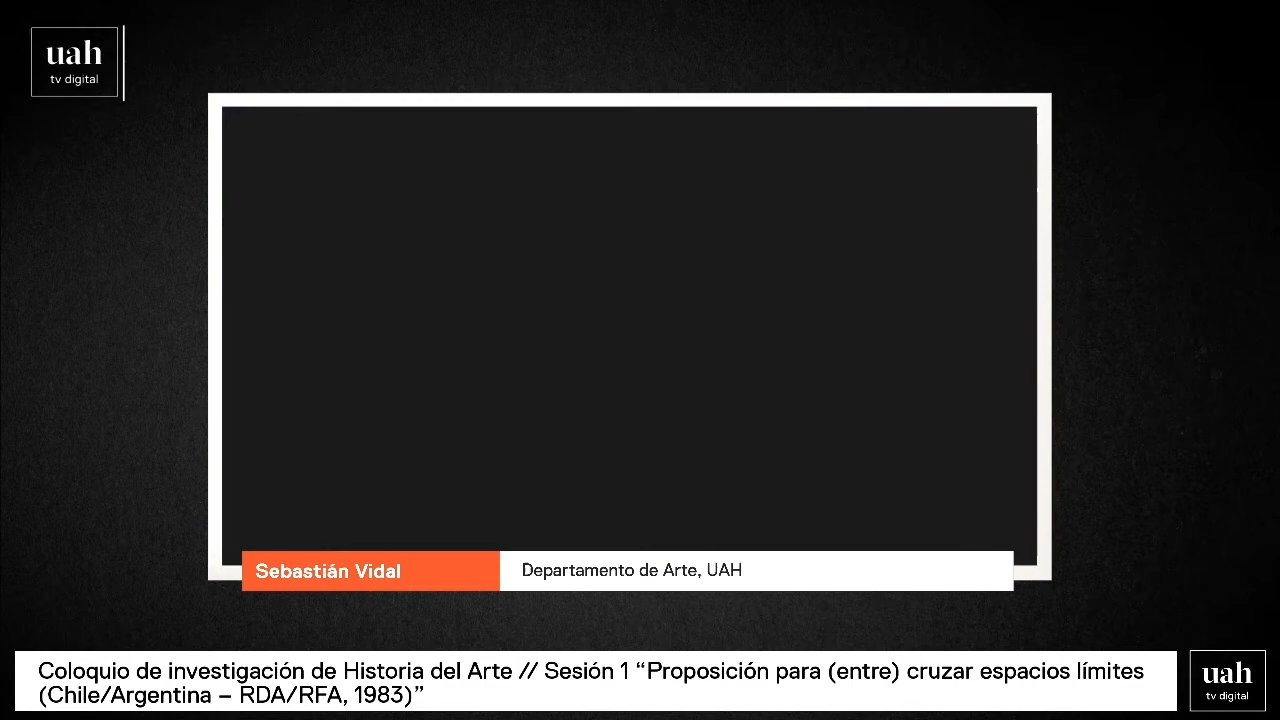 uah
tv digital
Sebastián Vidal
Departamento de Arte, UAH
Coloquio de investigación de Historia del Arte // Sesión 1 “Proposición para (entre) cruzar espacios límites
(Chile/Argentina – RDA/RFA, 1983)”
uah
tv digital